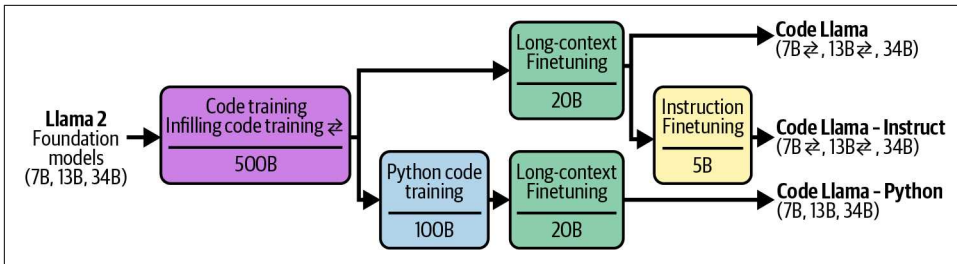 Llama 2
Foundation
models
(7B, 13B, 34B)
Code training
Infilling code training ⇄
500B
Long-context
Finetuning
20B
Python code
training
100B
Long-context
Finetuning
20B
Instruction
Finetuning
5B
Code Llama
(7B ⇄, 13B ⇄, 34B)
Code Llama – Instruct
(7B ⇄, 13B ⇄, 34B)
Code Llama – Python
(7B, 13B, 34B)